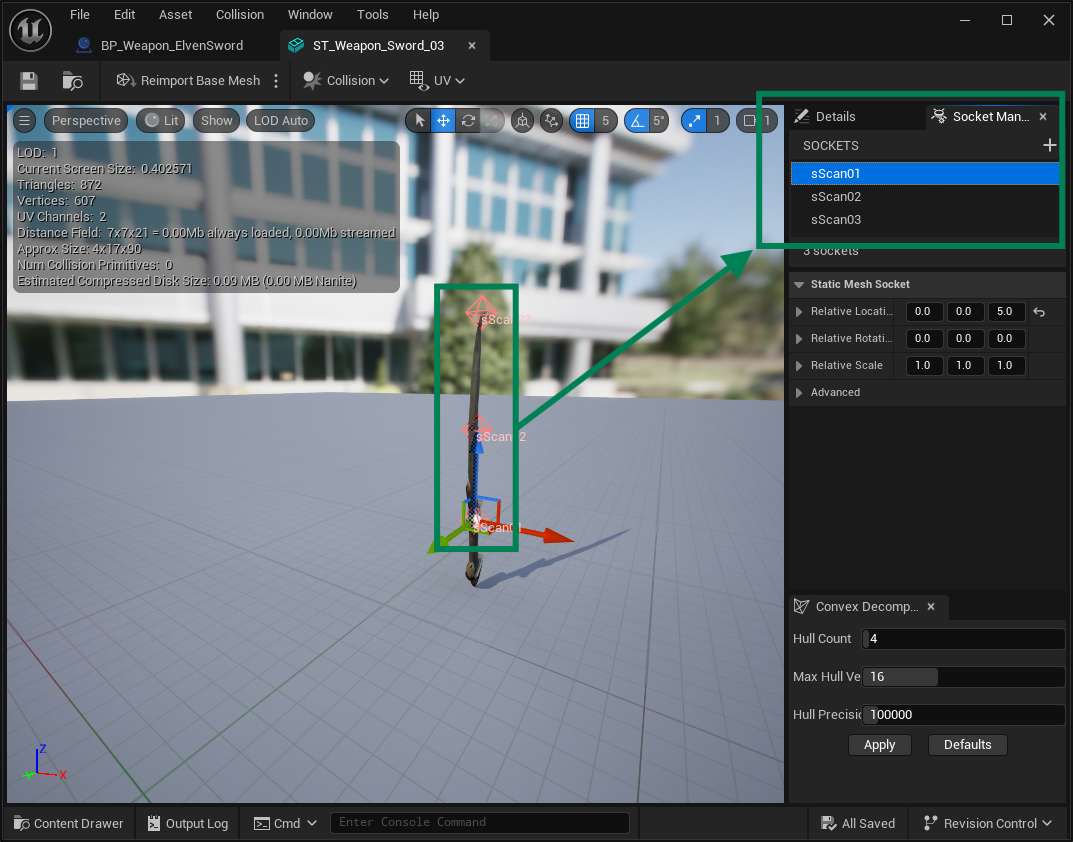 File Edit Asset Collision Window Tools Help
BP_Weapon_ElvenSword ST_Weapon_Sword_03
Reimport Base Mesh Collision UV
Perspective Lit Show LOD Auto 5 5° 1 1
LOD: 1
Current Screen Size: 0.402571
Triangles: 872
Vertices: 607
UV Channels: 2
Distance Field: 7x7x21 = 0.00Mb always loaded, 0.00Mb streamed
Approx Size: 4x17x90
Num Collision Primitives: 0
Estimated Compressed Disk Size: 0.09 MB (0.00 MB Nanite)
Details Socket Man...
SOCKETS
sScan01
sScan02
sScan03
3 sockets
Static Mesh Socket
Relative Locati... 0.0 0.0 5.0
Relative Rotati... 0.0 0.0 0.0
Relative Scale 1.0 1.0 1.0
Advanced
Convex Decomp...
Hull Count 4
Max Hull Ve 16
Hull Precisic 100000
Apply Defaults
Z
Y
X
Content Drawer Output Log Cmd Enter Console Command All Saved Revision Control